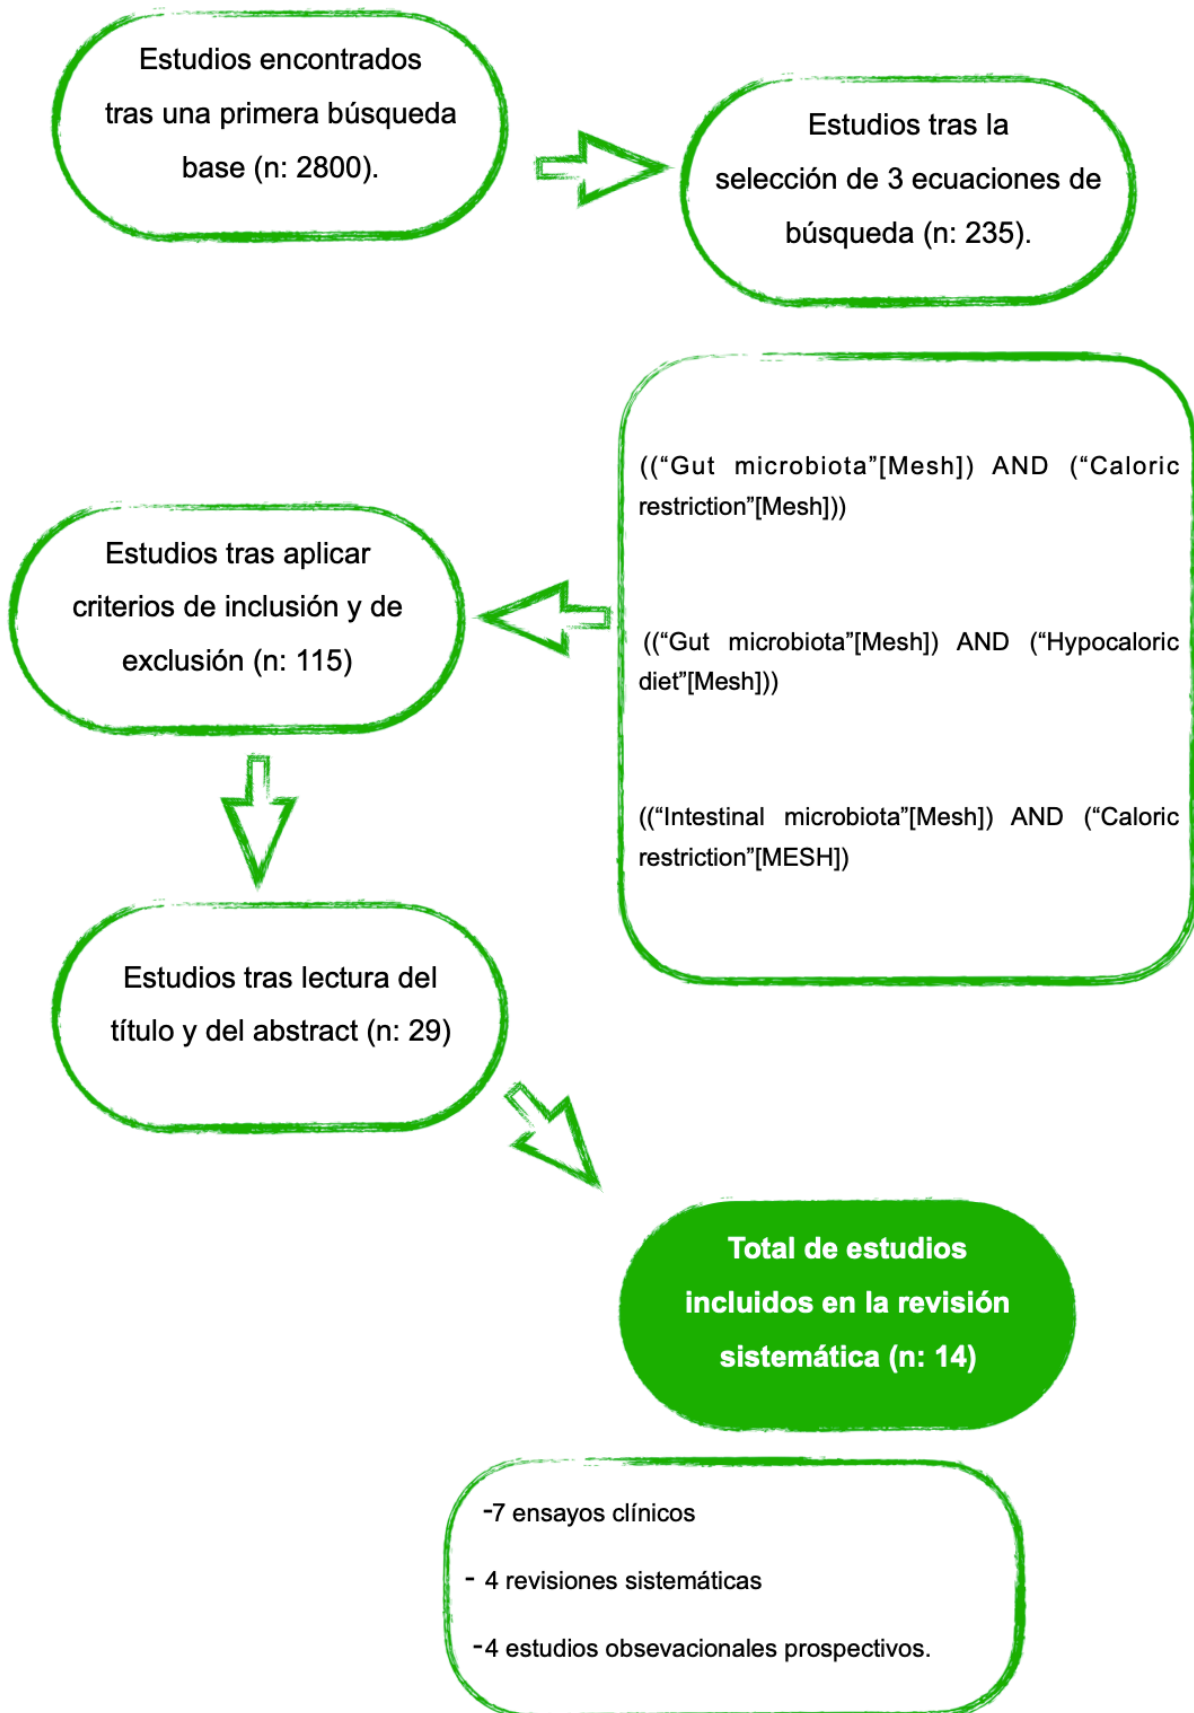 Estudios encontrados
tras una primera búsqueda
base (n: 2800).
Estudios tras la
selección de 3 ecuaciones de
búsqueda (n: 235).
((“Gut microbiota”[Mesh]) AND (“Caloric
restriction”[Mesh]))
((“Gut microbiota”[Mesh]) AND (“Hypocaloric
diet”[Mesh]))
((“Intestinal microbiota”[Mesh]) AND (“Caloric
restriction”[MESH])
Estudios tras aplicar
criterios de inclusión y de
exclusión (n: 115)
Estudios tras lectura del
título y del abstract (n: 29)
Total de estudios
incluidos en la revisión
sistemática (n: 14)
-7 ensayos clínicos
- 4 revisiones sistemáticas
-4 estudios obsevacionales prospectivos.